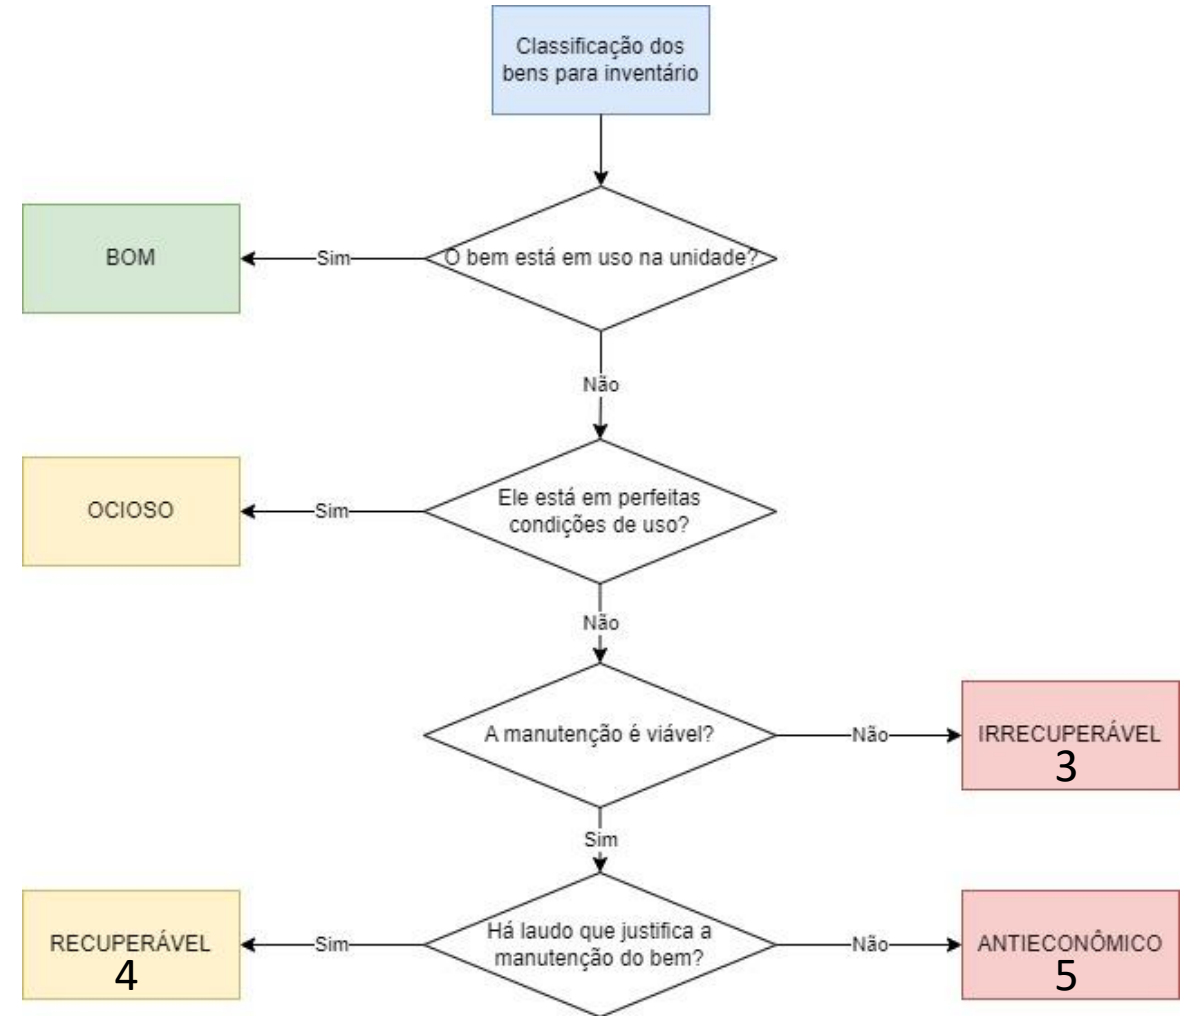 Classificação dos
bens para inventário
BOM
Sim
O bem está em uso na unidade?
Não
OCIOSO
Sim
Ele está em perfeitas
condições de uso?
Não
A manutenção é viável?
Não
IRRECUPERÁVEL
3
Sim
RECUPERÁVEL
4
Sim
Há laudo que justifica a
manutenção do bem?
Não
ANTIECONÔMICO
5